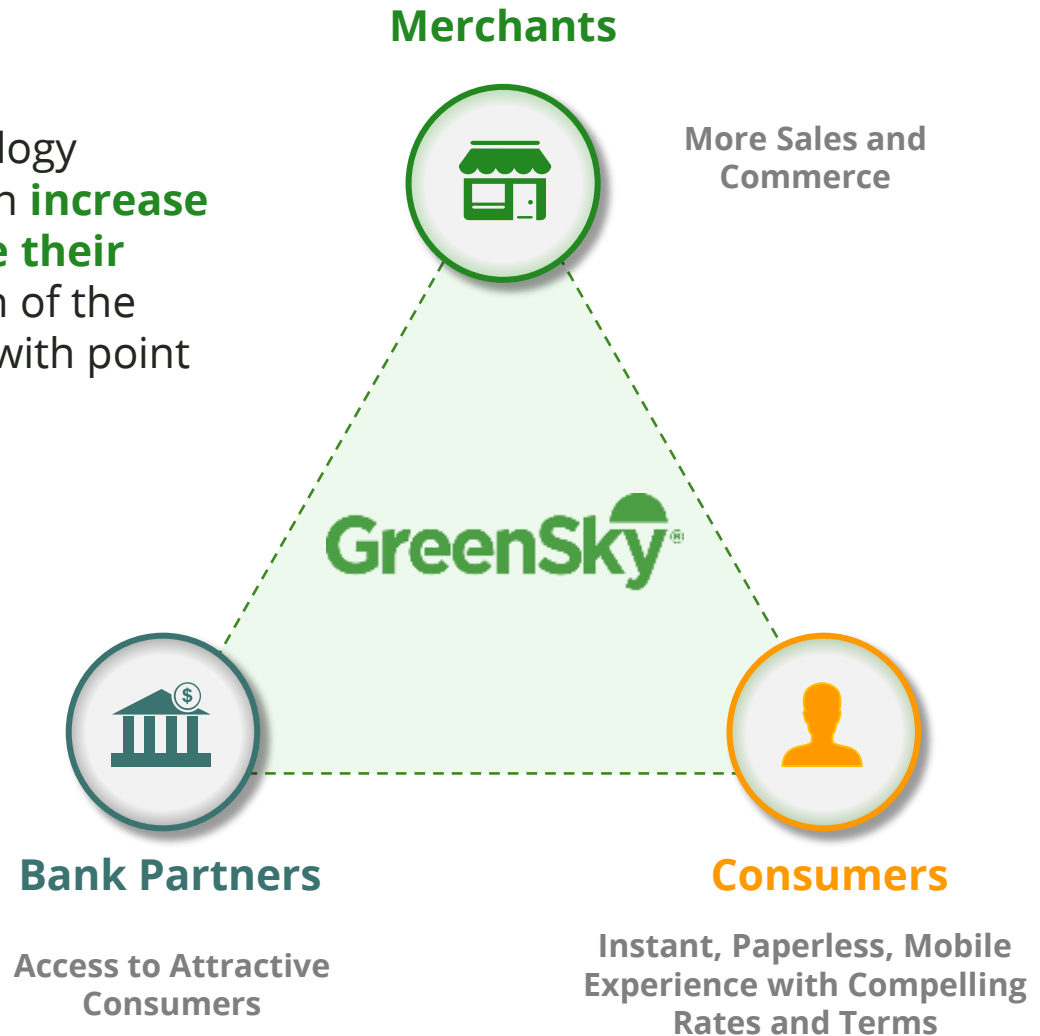 Merchants
More Sales and
Commerce
increase
their
of the
with point
GreenSky®
$
Bank Partners
Access to Attractive
Consumers
Consumers
Instant, Paperless, Mobile
Experience with Compelling
Rates and Terms